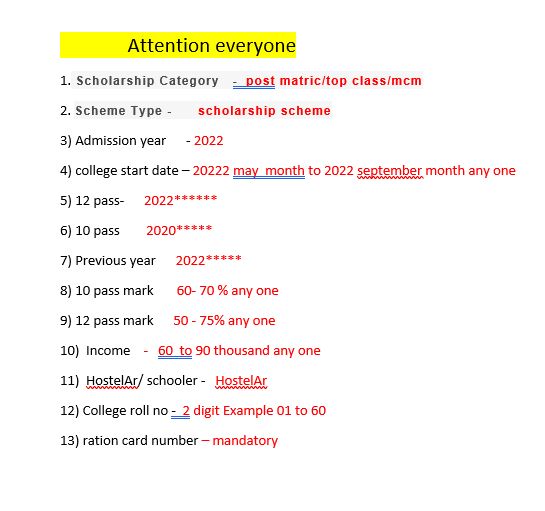 Attention everyone
1. Scholarship Category - post matric/top class/mcm
2. Scheme Type - scholarship scheme
3) Admission year - 2022
4) college start date – 20222 may month to 2022 september month any one
5) 12 pass- 2022******
6) 10 pass 2020*****
7) Previous year 2022*****
8) 10 pass mark 60- 70 % any one
9) 12 pass mark 50 - 75% any one
10) Income - 60 to 90 thousand any one
11) HostelAr/ schooler - HostelAr
12) College roll no - 2 digit Example 01 to 60
13) ration card number – mandatory